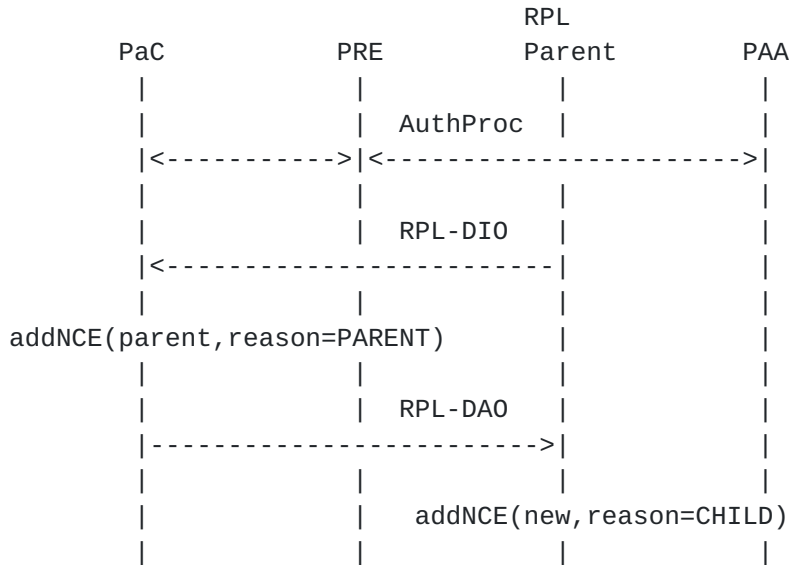 RPL
PaC PRE Parent PAA
AuthProc
RPL-DIO
addNCE(parent,reason=PARENT)
RPL-DAO
addNCE(new,reason=CHILD)